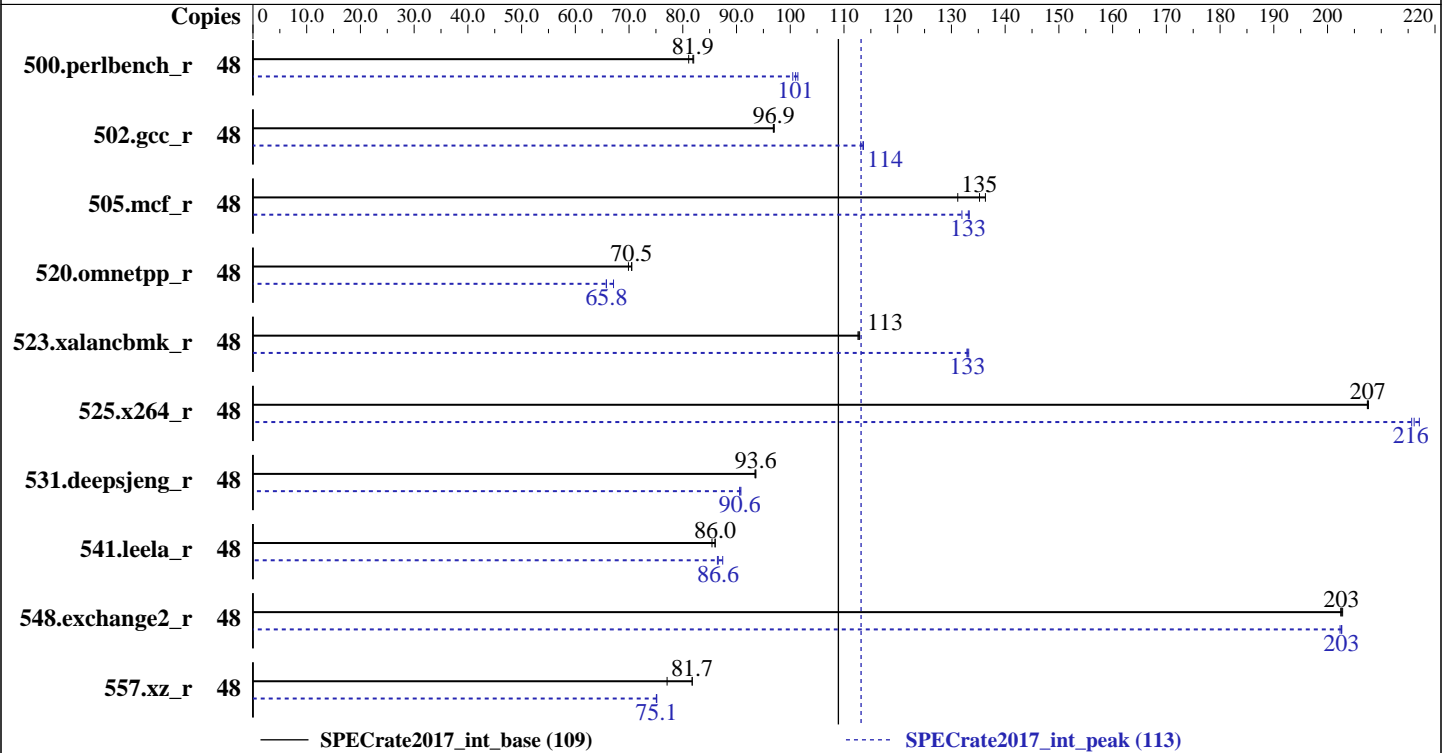 Copies 0 10.0 20.0 30.0 40.0 50.0 60.0 70.0 80.0 90.0 100 110 120 130 140 150 160 170 180 190 200 220
500.perlbench_r 48 81.9
101
502.gcc_r 48 96.9
114
505.mcf_r 48 135
133
520.omnetpp_r 48 70.5
65.8
523.xalancbmk_r 48 113
133
525.x264_r 48 207
216
531.deepsjeng_r 48 93.6
90.6
541.leela_r 48 86.0
86.6
548.exchange2_r 48 203
203
557.xz_r 48 81.7
75.1
SPECrate2017_int_base (109) SPECrate2017_int_peak (113)